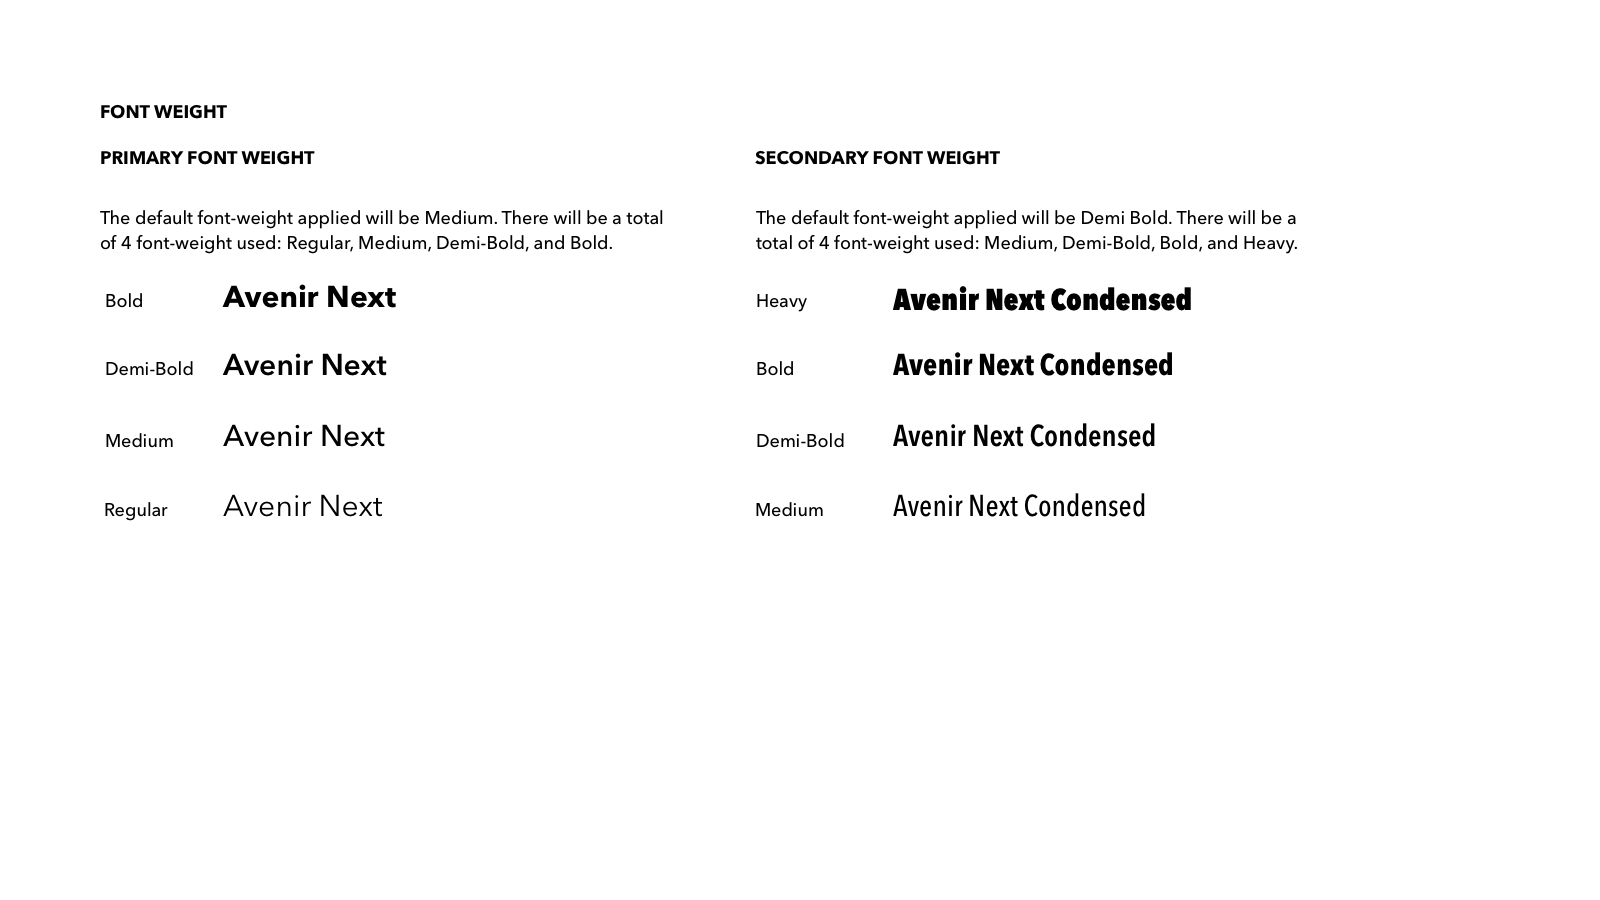 FONT WEIGHT
PRIMARY FONT WEIGHT
The default font-weight applied will be Medium. There will be a total
of 4 font-weight used: Regular, Medium, Demi-Bold, and Bold.
Bold Avenir Next
Demi-Bold Avenir Next
Medium Avenir Next
Regular Avenir Next
SECONDARY FONT WEIGHT
The default font-weight applied will be Demi Bold. There will be a
total of 4 font-weight used: Medium, Demi-Bold, Bold, and Heavy.
Heavy Avenir Next Condensed
Bold Avenir Next Condensed
Demi-Bold Avenir Next Condensed
Medium Avenir Next Condensed